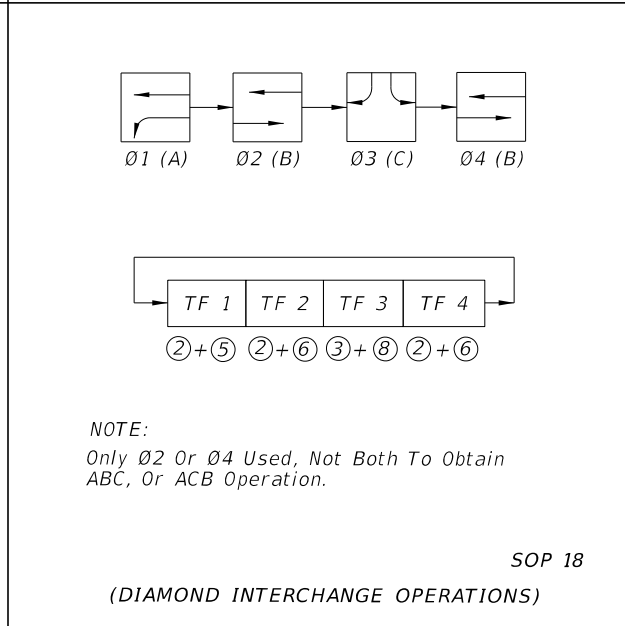 Ø1 (A) Ø2 (B) Ø3 (C) Ø4 (B)
TF 1 TF 2 TF 3 TF 4
2+5 2+6 3+8 2+6
NOTE:
Only Ø2 Or Ø4 Used, Not Both To Obtain
ABC, Or ACB Operation.
SOP 18
(DIAMOND INTERCHANGE OPERATIONS)